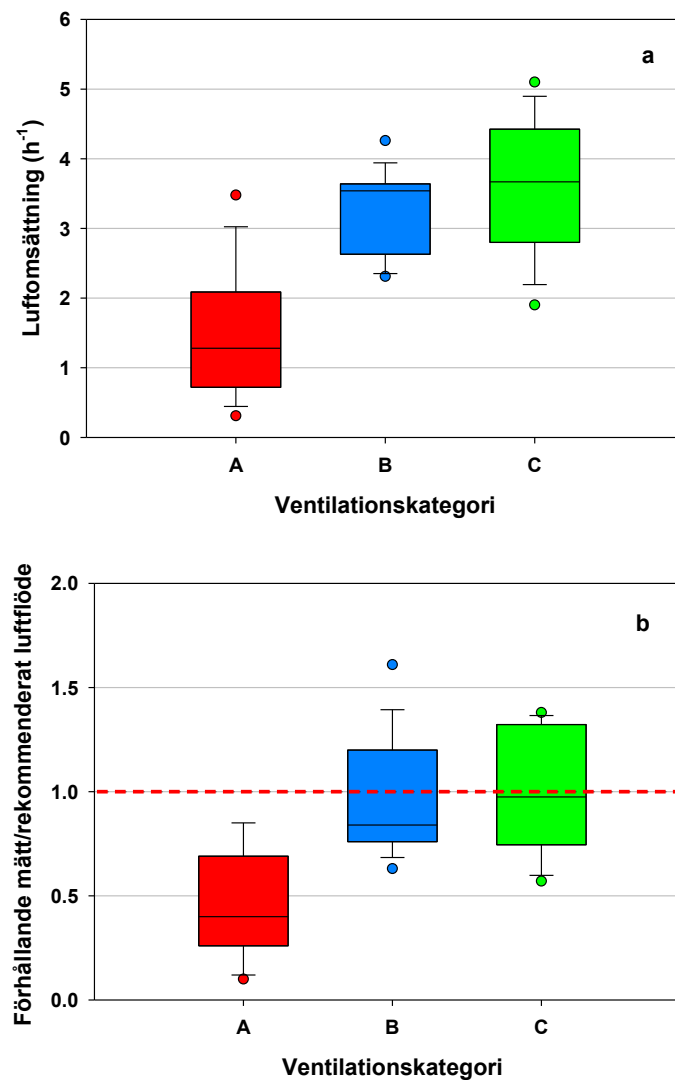 6
a
5
4
3
2
1
0
Luftomsättning (h⁻¹)
A B C
Ventilationskategori
2.0
b
1.5
1.0
0.5
0.0
Förhållande mätt/rekommenderat luftflöde
A B C
Ventilationskategori